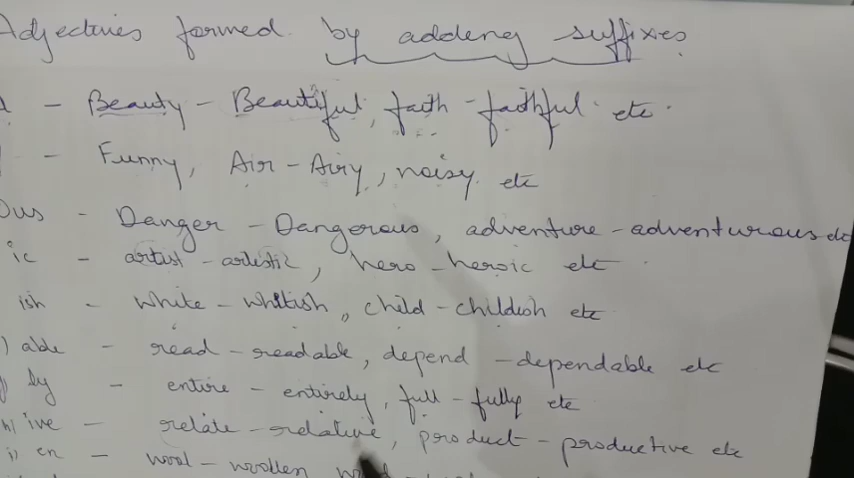 Adjectives formed by addeng suffixes
- Beauty - Beautiful, faith - faithful etc.
- Funny, Air - Airy, noisy etc
ous - Danger - Dangerous, adventure - adventurous etc
ic - artist - artistic, hero - heroic etc
ish - white - whitish, child - childish etc
) able - read - readable, depend - dependable etc
) ly - entire - entirely, full - fully etc
h) ive - relate - relative, product - productive etc
i) en - wool - woollen